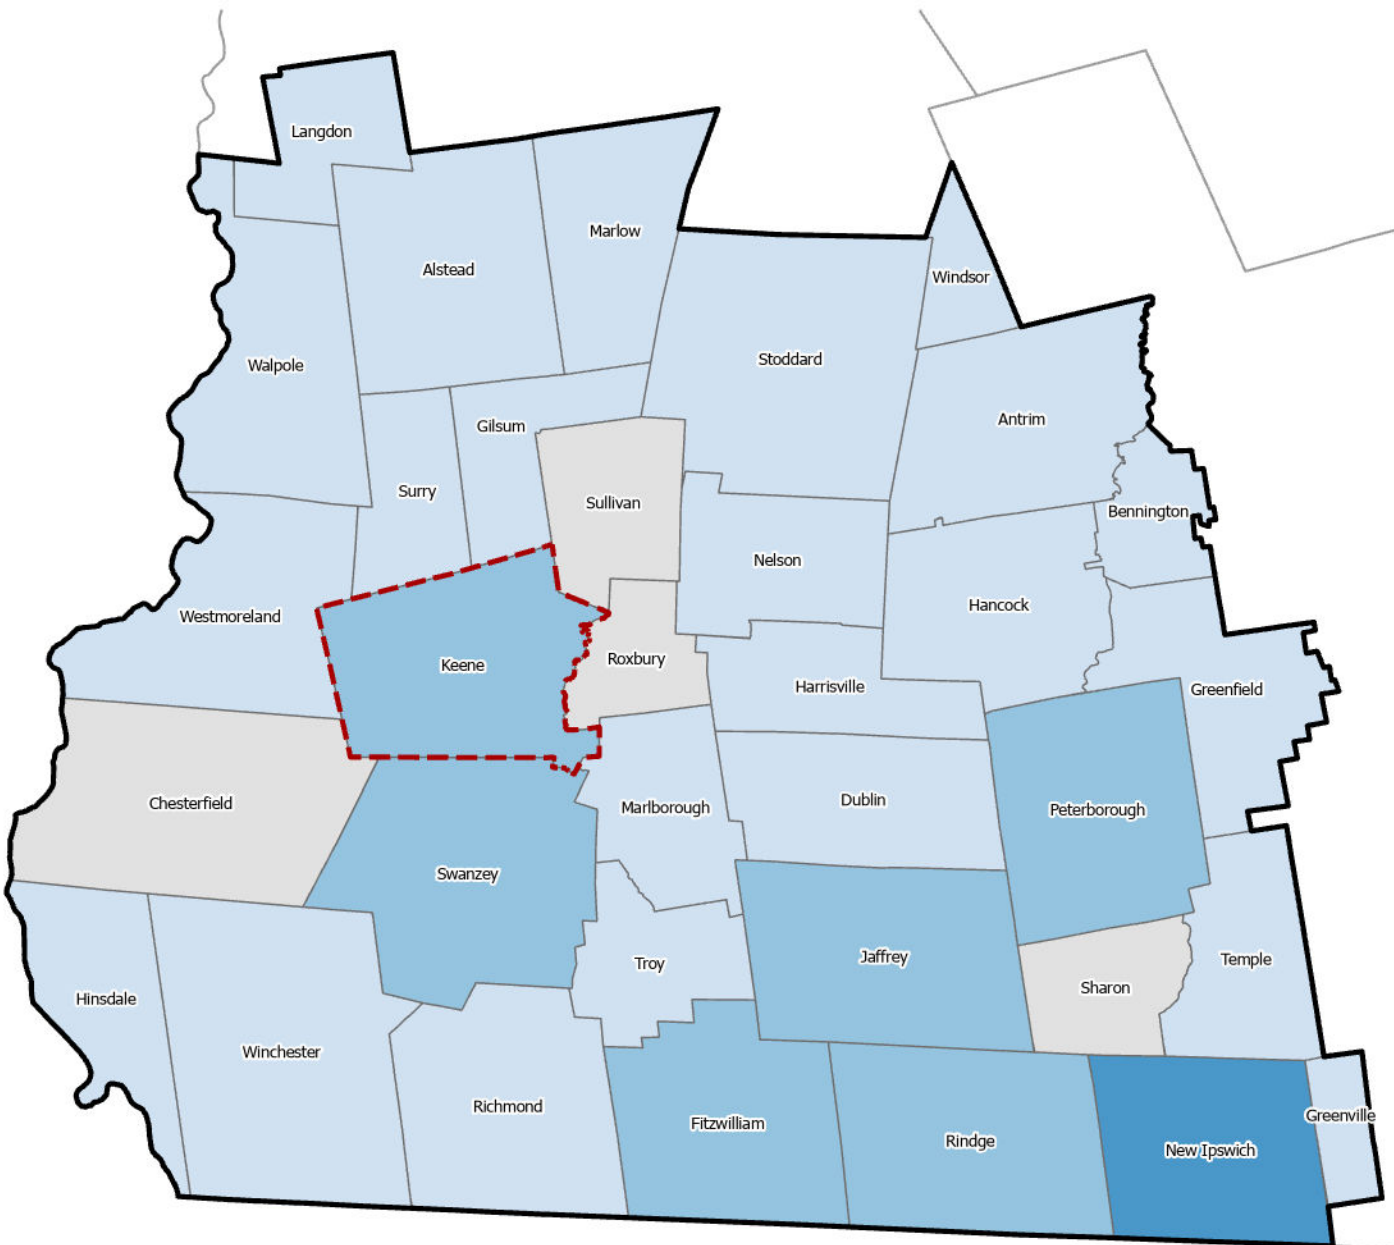 Langdon
Marlow
Alstead
Windsor
Stoddard
Walpole
Antrim
Gilsum
Surry
Sullivan
Bennington
Nelson
Hancock
Westmoreland
Roxbury
Keene
Harrisville
Greenfield
Dublin
Chesterfield
Marlborough
Peterborough
Swanzey
Jaffrey
Temple
Troy
Sharon
Hinsdale
Winchester
Richmond
Greenville
Fitzwilliam
Rindge
New Ipswich